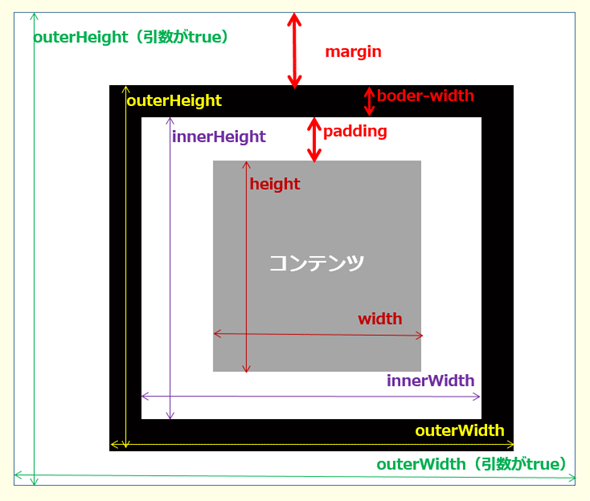 outerHeight（引数がtrue）
margin
outerHeight
boder-width
innerHeight
padding
height
コンテンツ
width
innerWidth
outerWidth
outerWidth（引数がtrue）